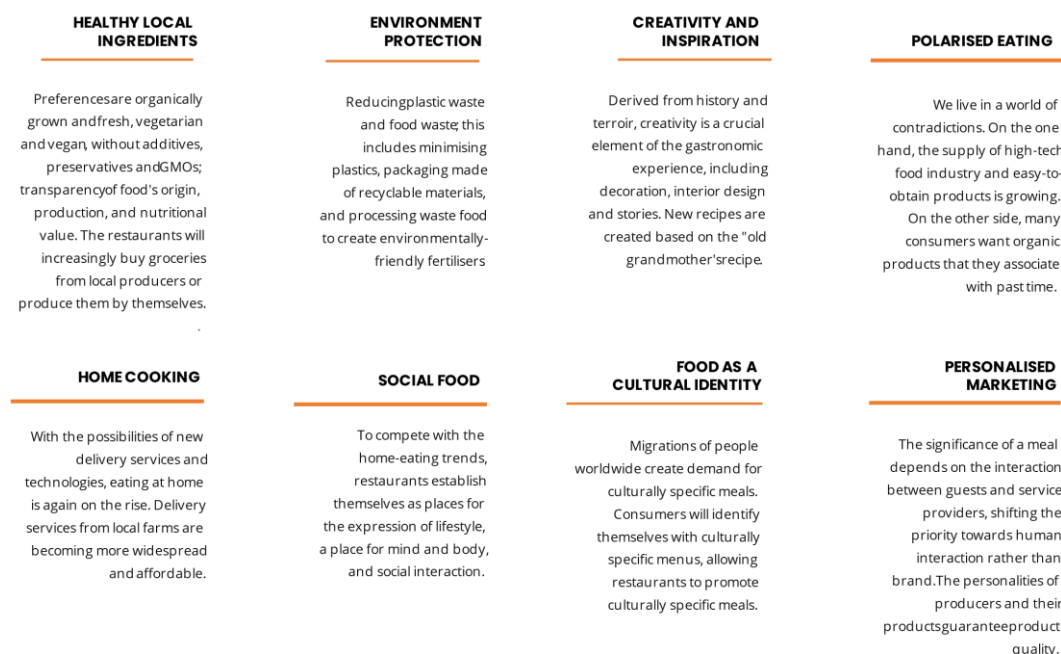 HEALTHY LOCAL
INGREDIENTS
Preferencesare organically
grown andfresh, vegetarian
and vegan, without additives,
preservatives andGMOs;
transparencyof food's origin,
production, and nutritional
value. The restaurants will
increasingly buy groceries
from local producers or
produce them by themselves.
.
ENVIRONMENT
PROTECTION
Reducingplastic waste
and food waste; this
includes minimising
plastics, packaging made
of recyclable materials,
and processing waste food
to create environmentally-
friendly fertilisers
CREATIVITY AND
INSPIRATION
Derived from history and
terroir, creativity is a crucial
element of the gastronomic
experience, including
decoration, interior design
and stories. New recipes are
created based on the "old
grandmother'srecipe.
POLARISED EATING
We live in a world of
contradictions. On the one
hand, the supply of high-tech
food industry and easy-to-
obtain products is growing.
On the other side, many
consumers want organic
products that they associate
with past time.
HOME COOKING
With the possibilities of new
delivery services and
technologies, eating at home
is again on the rise. Delivery
services from local farms are
becoming more widespread
and affordable.
SOCIAL FOOD
To compete with the
home-eating trends,
restaurants establish
themselves as places for
the expression of lifestyle,
a place for mind and body,
and social interaction.
FOOD AS A
CULTURAL IDENTITY
Migrations of people
worldwide create demand for
culturally specific meals.
Consumers will identify
themselves with culturally
specific menus, allowing
restaurants to promote
culturally specific meals.
PERSONALISED
MARKETING
The significance of a meal
depends on the interaction
between guests and service
providers, shifting the
priority towards human
interaction rather than
brand.The personalities of
producers and their
productsguaranteeproduct
quality.